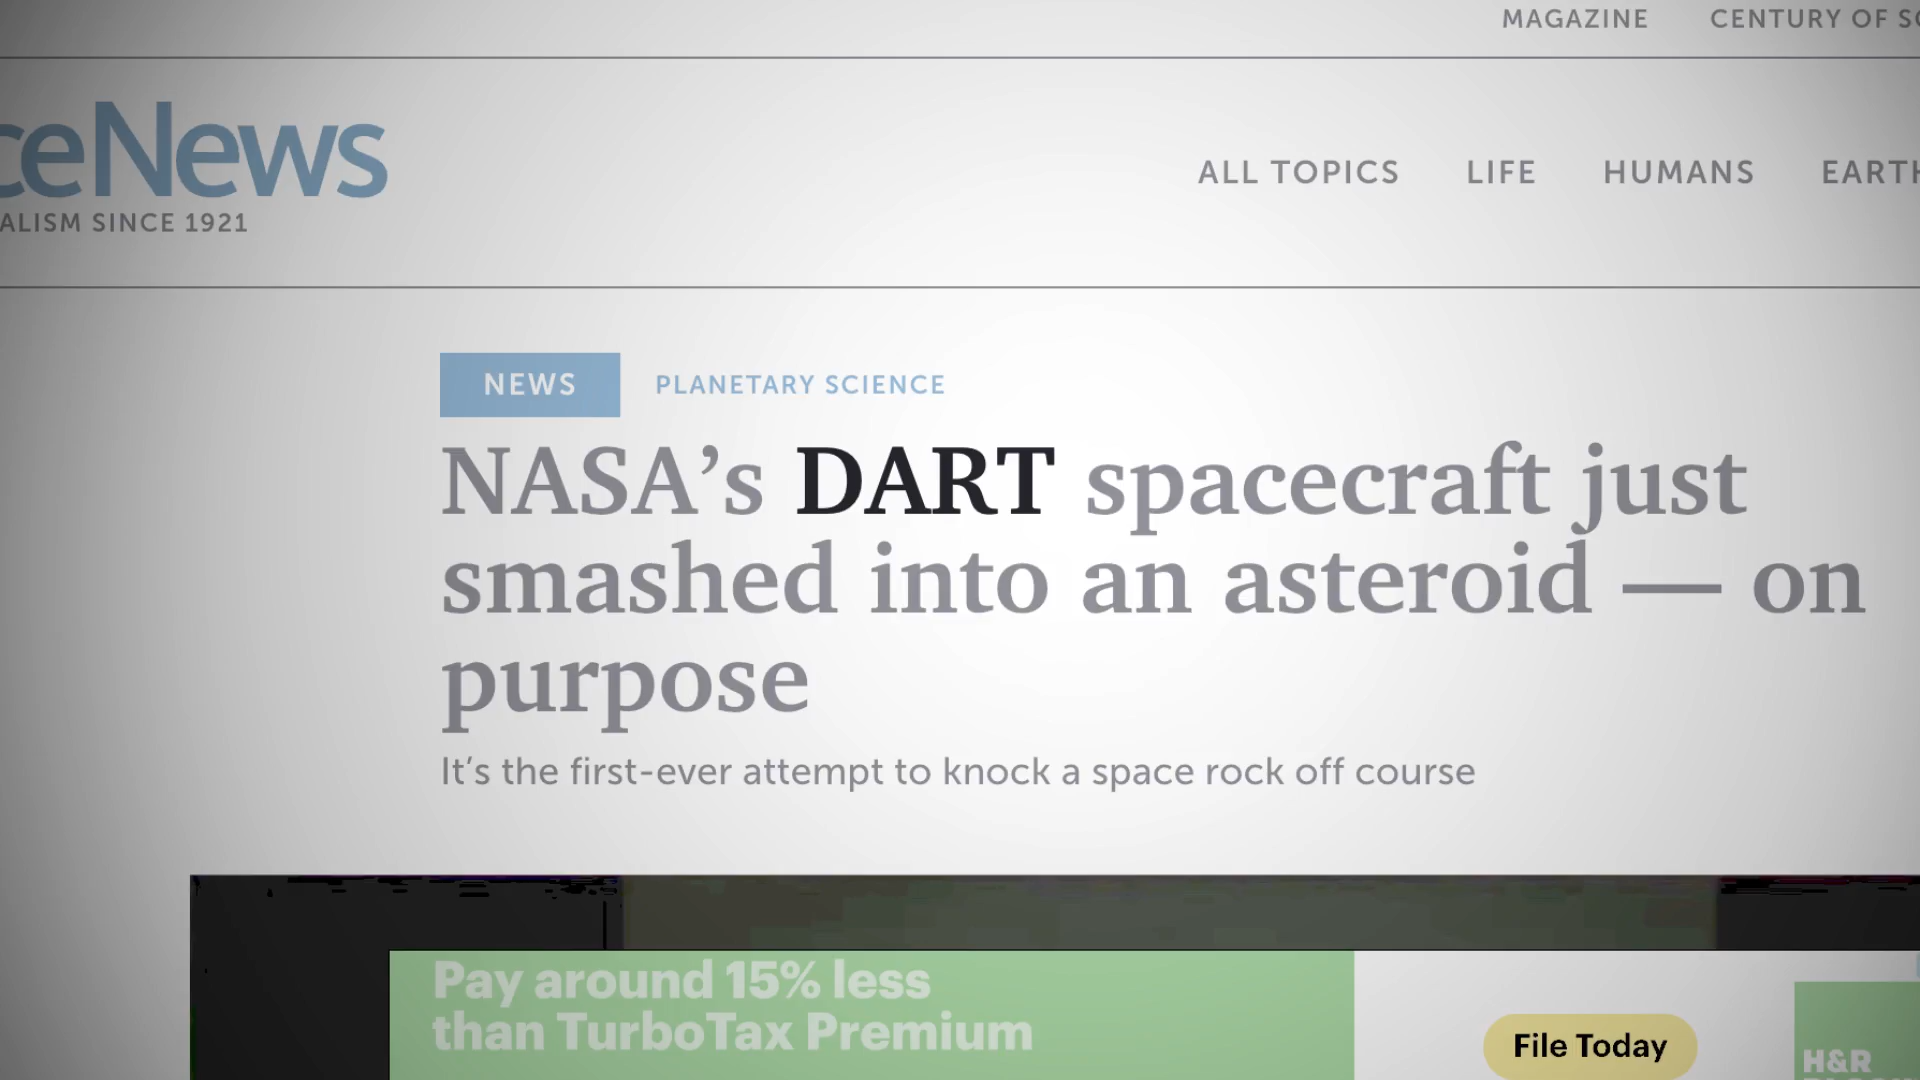 MAGAZINE CENTURY OF SC
ceNews
ALISM SINCE 1921
ALL TOPICS LIFE HUMANS EARTH
NEWS PLANETARY SCIENCE
NASA’s DART spacecraft just
smashed into an asteroid — on
purpose
It’s the first-ever attempt to knock a space rock off course
Pay around 15% less
than TurboTax Premium
File Today
H&R